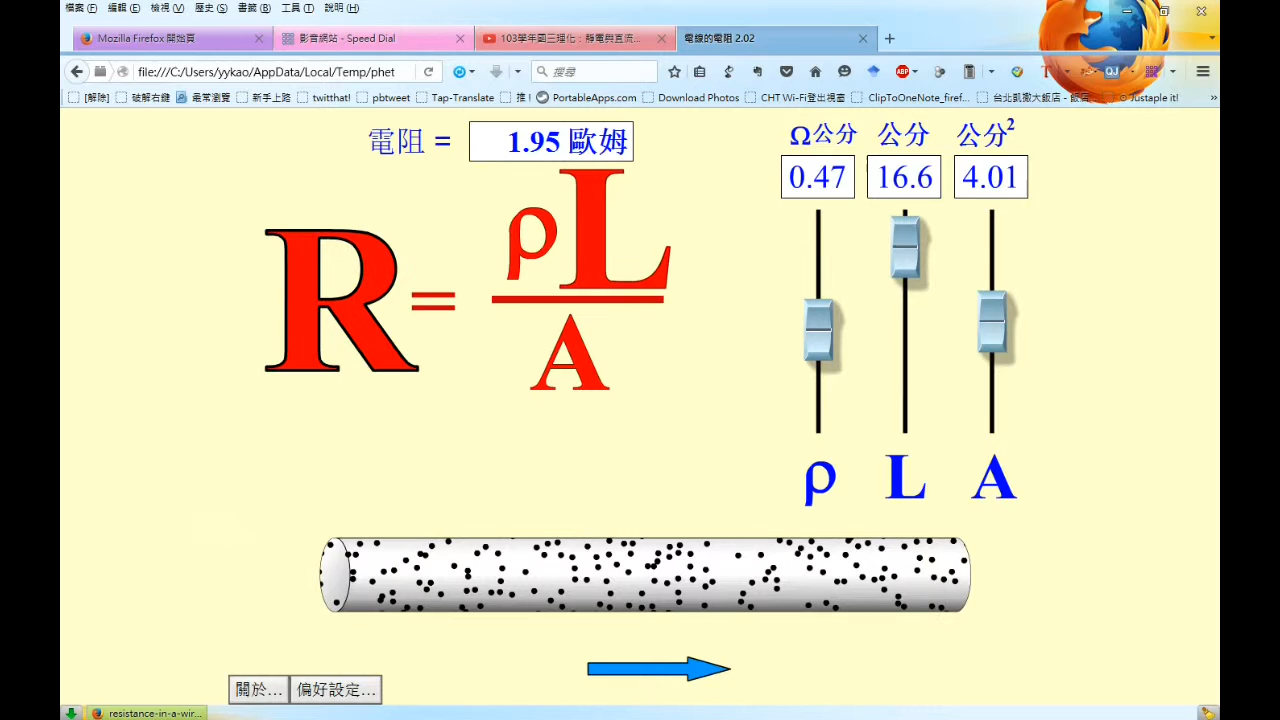 檔案(F) 編輯(E) 檢視(V) 歷史(S) 書籤(B) 工具(T) 說明(H)
Mozilla Firefox 開始頁 影音網站 - Speed Dial 103學年國三理化：靜電與直流... 電線的電阻 2.02
file:///C:/Users/yykao/AppData/Local/Temp/phet 搜尋
[解除] 破解右鍵 最常瀏覽 新手上路 twitthat! pbtweet Tap-Translate 推! PortableApps.com Download Photos CHT Wi-Fi登出視窗 ClipToOneNote_firef... 台北凱撒大飯店 - 飯店 Justaple it!
電阻 = 1.95 歐姆
Ω公分 公分 公分²
0.47 16.6 4.01
R = ρL
A
ρ L A
關於... 偏好設定...
resistance-in-a-wir...